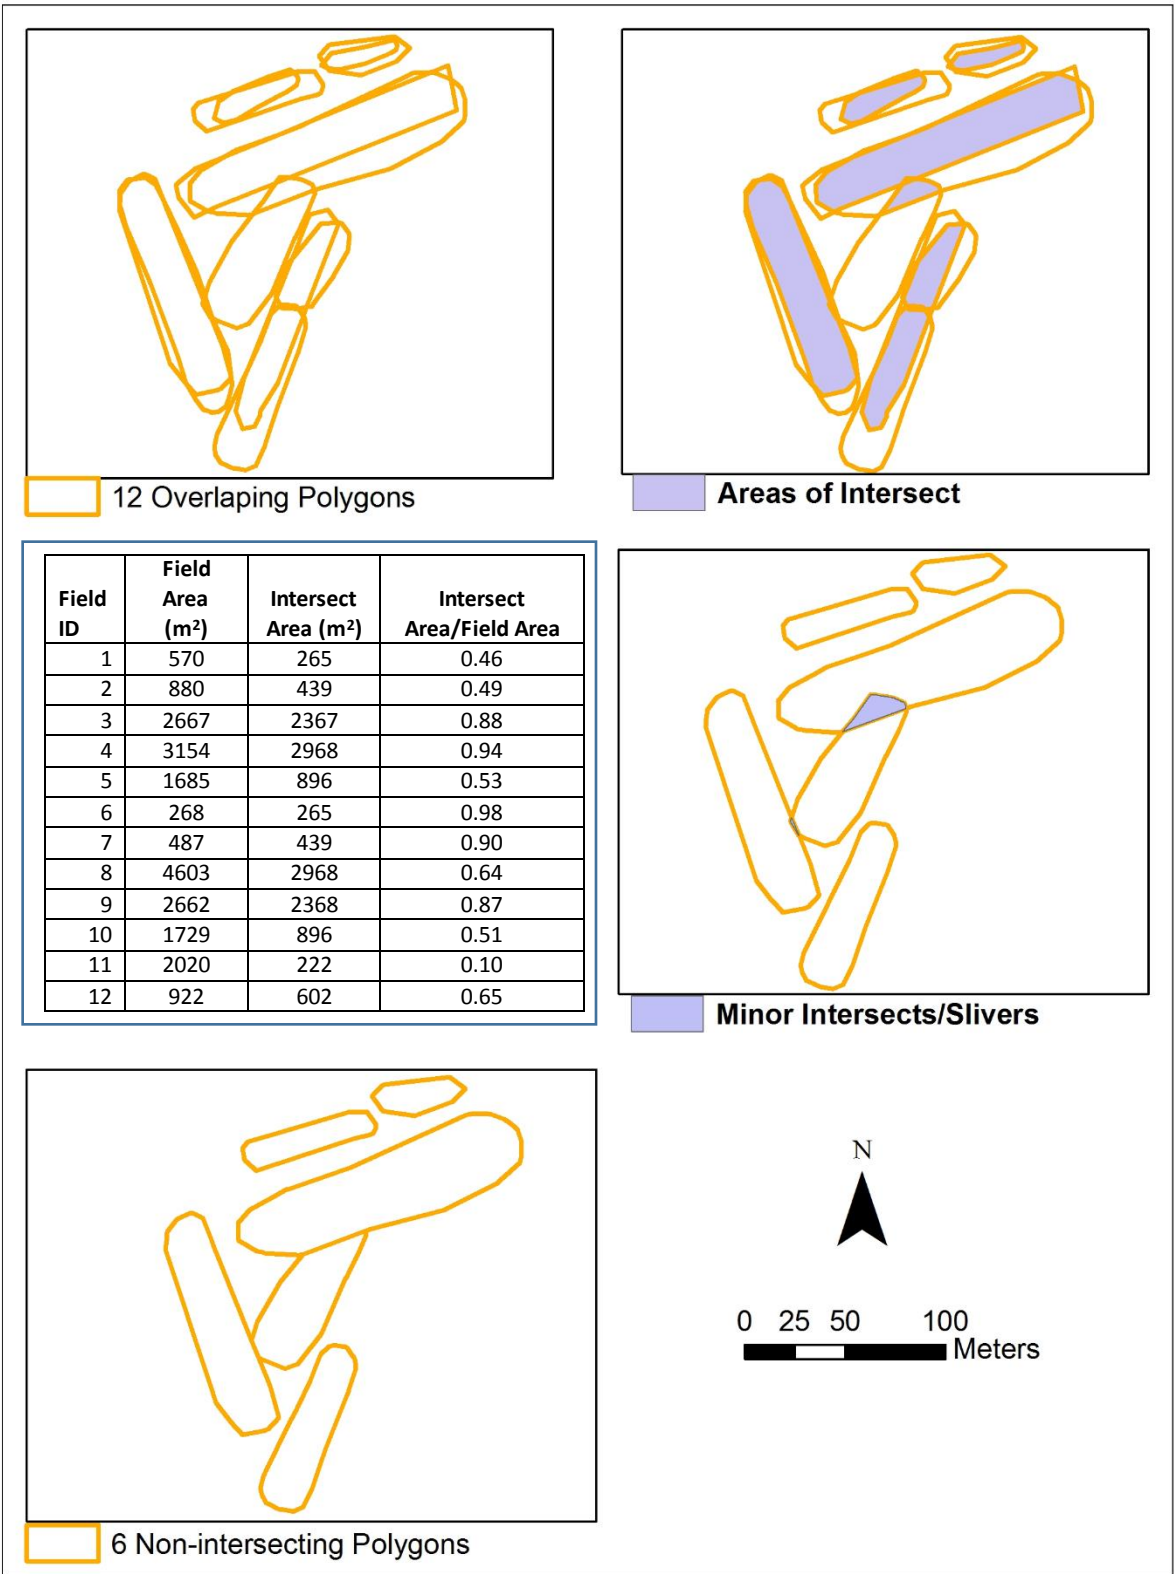 12 Overlaping Polygons
Areas of Intersect
Field ID Field Area (m²) Intersect Area (m²) Intersect Area/Field Area
1 570 265 0.46
2 880 439 0.49
3 2667 2367 0.88
4 3154 2968 0.94
5 1685 896 0.53
6 268 265 0.98
7 487 439 0.90
8 4603 2968 0.64
9 2662 2368 0.87
10 1729 896 0.51
11 2020 222 0.10
12 922 602 0.65
Minor Intersects/Slivers
6 Non-intersecting Polygons
N
0 25 50 100
Meters